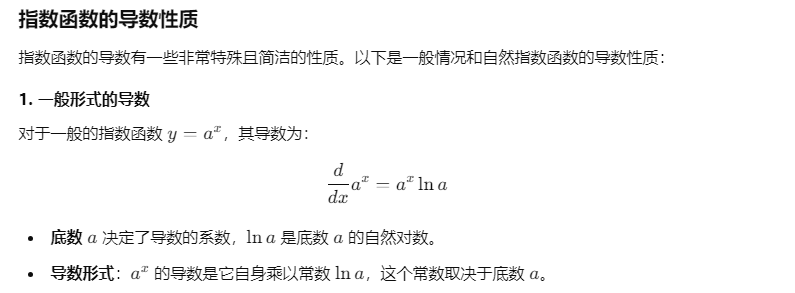 指数函数的导数性质
指数函数的导数有一些非常特殊且简洁的性质。以下是一般情况和自然指数函数的导数性质：
1. 一般形式的导数
对于一般的指数函数 y = a^x，其导数为：
d/dx a^x = a^x ln a
• 底数 a 决定了导数的系数，ln a 是底数 a 的自然对数。
• 导数形式：a^x 的导数是它自身乘以常数 ln a，这个常数取决于底数 a。